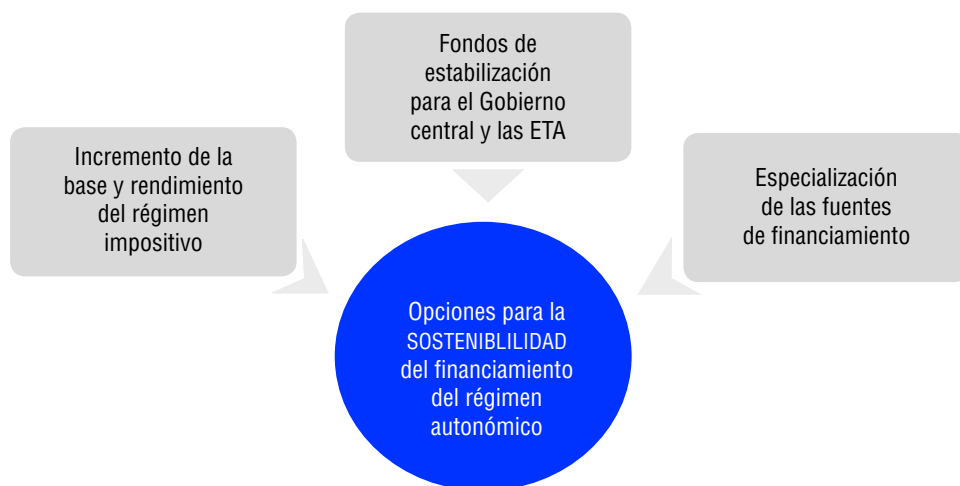 Fondos de
estabilización
para el Gobierno
central y las ETA
Incremento de la
base y rendimiento
del régimen
impositivo
Especialización
de las fuentes
de financiamiento
Opciones para la
SOSTENIBLILIDAD
del financiamiento
del régimen
autonómico